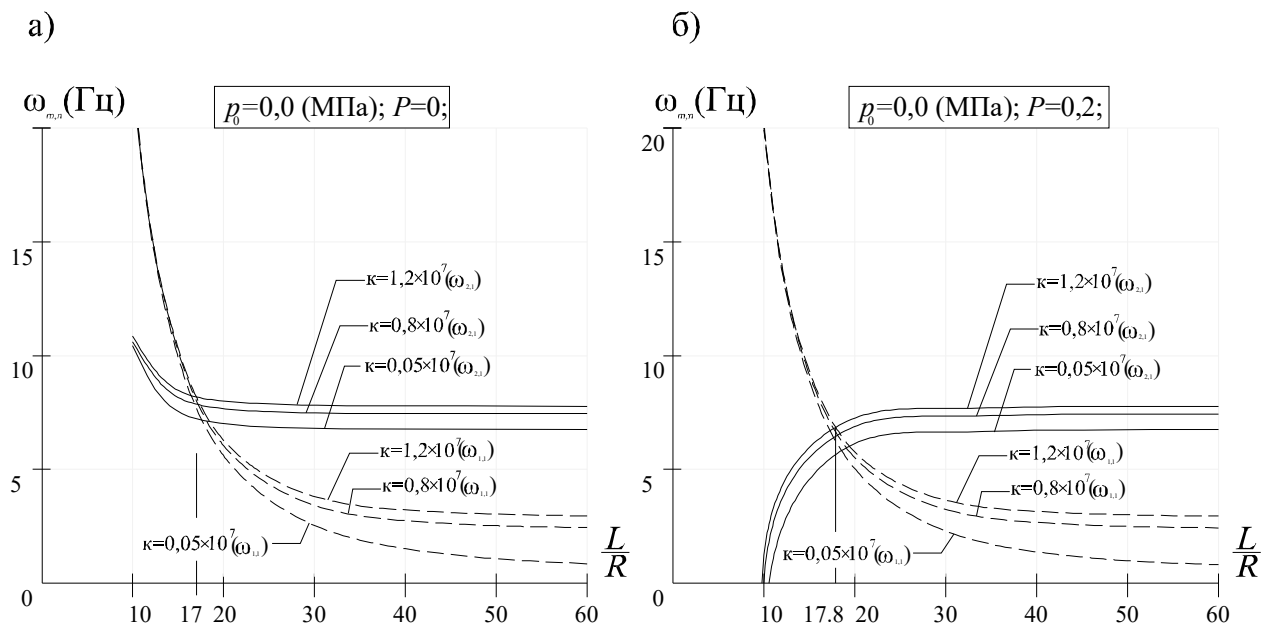 а)
ω_{m,n}(Гц)
p_0=0,0 (МПа); P=0;
15
10
5
0
κ=1,2×10^7(ω_{2,1})
κ=0,8×10^7(ω_{2,1})
κ=0,05×10^7(ω_{2,1})
κ=1,2×10^7(ω_{1,1})
κ=0,8×10^7(ω_{1,1})
κ=0,05×10^7(ω_{1,1})
L
R
10 17 20 30 40 50 60
б)
ω_{m,n}(Гц)
p_0=0,0 (МПа); P=0,2;
20
15
10
5
0
κ=1,2×10^7(ω_{2,1})
κ=0,8×10^7(ω_{2,1})
κ=0,05×10^7(ω_{2,1})
κ=1,2×10^7(ω_{1,1})
κ=0,8×10^7(ω_{1,1})
κ=0,05×10^7(ω_{1,1})
L
R
10 17.8 20 30 40 50 60